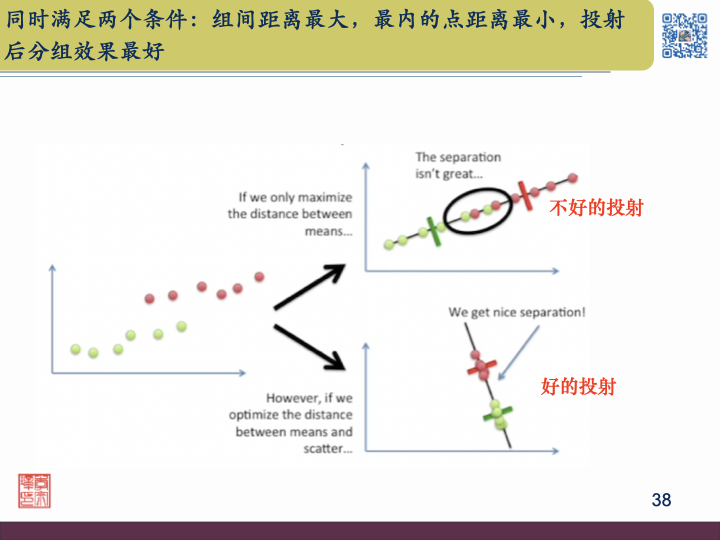 同时满足两个条件：组间距离最大，最内的点距离最小，投射
后分组效果最好
The separation
isn't great...
If we only maximize
the distance between
means...
不好的投射
We get nice separation!
好的投射
However, if we
optimize the distance
between means and
scatter...
38